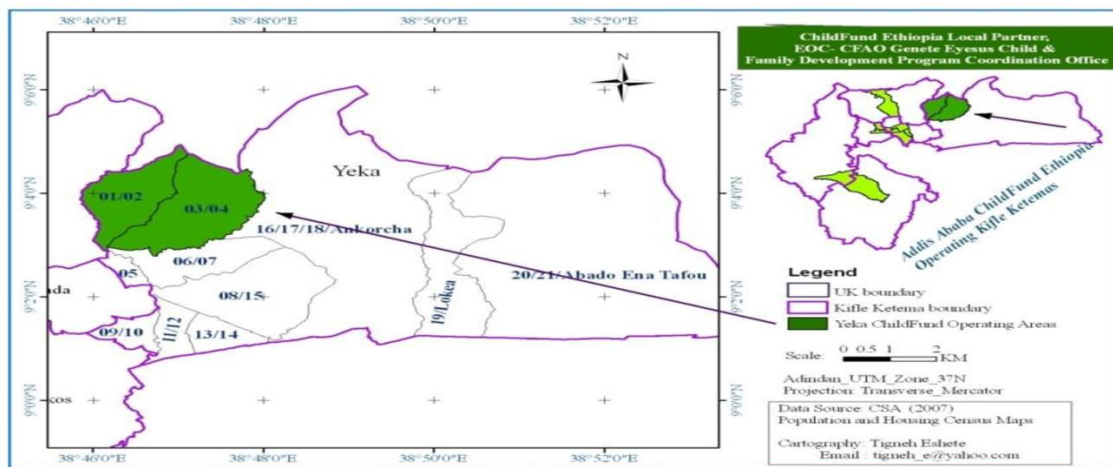 38°46'0"E
38°48'0"E
38°50'0"E
38°52'0"E
N
Yeka
01/02
03/04
16/17/18/Ankorcha
05
06/07
20/21/Abado Ena Tafou
ada
08/15
19/Lokea
09/10
11/12
13/14
kos
38°46'0"E
38°48'0"E
38°50'0"E
38°52'0"E
ChildFund Ethiopia Local Partner,
EOC- CFAO Genete Eyesus Child &
Family Development Program Coordination Office
Addis Ababa ChildFund Ethiopia
Operating Kifle Ketemas
Legend
UK boundary
Kifle Ketema boundary
Yeka ChildFund Operating Areas
Scale: 0 0.5 1 2
KM
Adindan_UTM_Zone_37N
Projection: Transverse_Mercator
Data Source: CSA (2007)
Population and Housing Census Maps
Cartography: Tigneh Eshete
Email : tigneh_e@yahoo.com